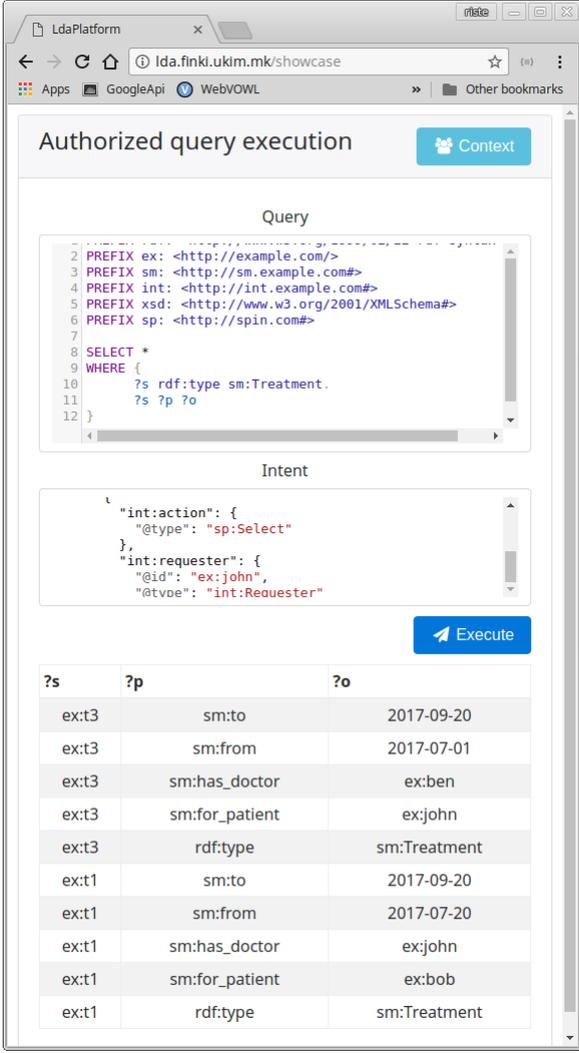 riste
LdaPlatform
lda.finki.ukim.mk/showcase
Apps GoogleApi WebVOWL » Other bookmarks
Authorized query execution
Context
Query
2 PREFIX ex: <http://example.com/>
3 PREFIX sm: <http://sm.example.com#>
4 PREFIX int: <http://int.example.com#>
5 PREFIX xsd: <http://www.w3.org/2001/XMLSchema#>
6 PREFIX sp: <http://spin.com#>
7
8 SELECT *
9 WHERE {
10 ?s rdf:type sm:Treatment.
11 ?s ?p ?o
12 }
Intent
{
"int:action": {
"@type": "sp:Select"
},
"int:requester": {
"@id": "ex:john",
"@type": "int:Requester"
Execute
?s ?p ?o
ex:t3 sm:to 2017-09-20
ex:t3 sm:from 2017-07-01
ex:t3 sm:has_doctor ex:ben
ex:t3 sm:for_patient ex:john
ex:t3 rdf:type sm:Treatment
ex:t1 sm:to 2017-09-20
ex:t1 sm:from 2017-07-20
ex:t1 sm:has_doctor ex:john
ex:t1 sm:for_patient ex:bob
ex:t1 rdf:type sm:Treatment